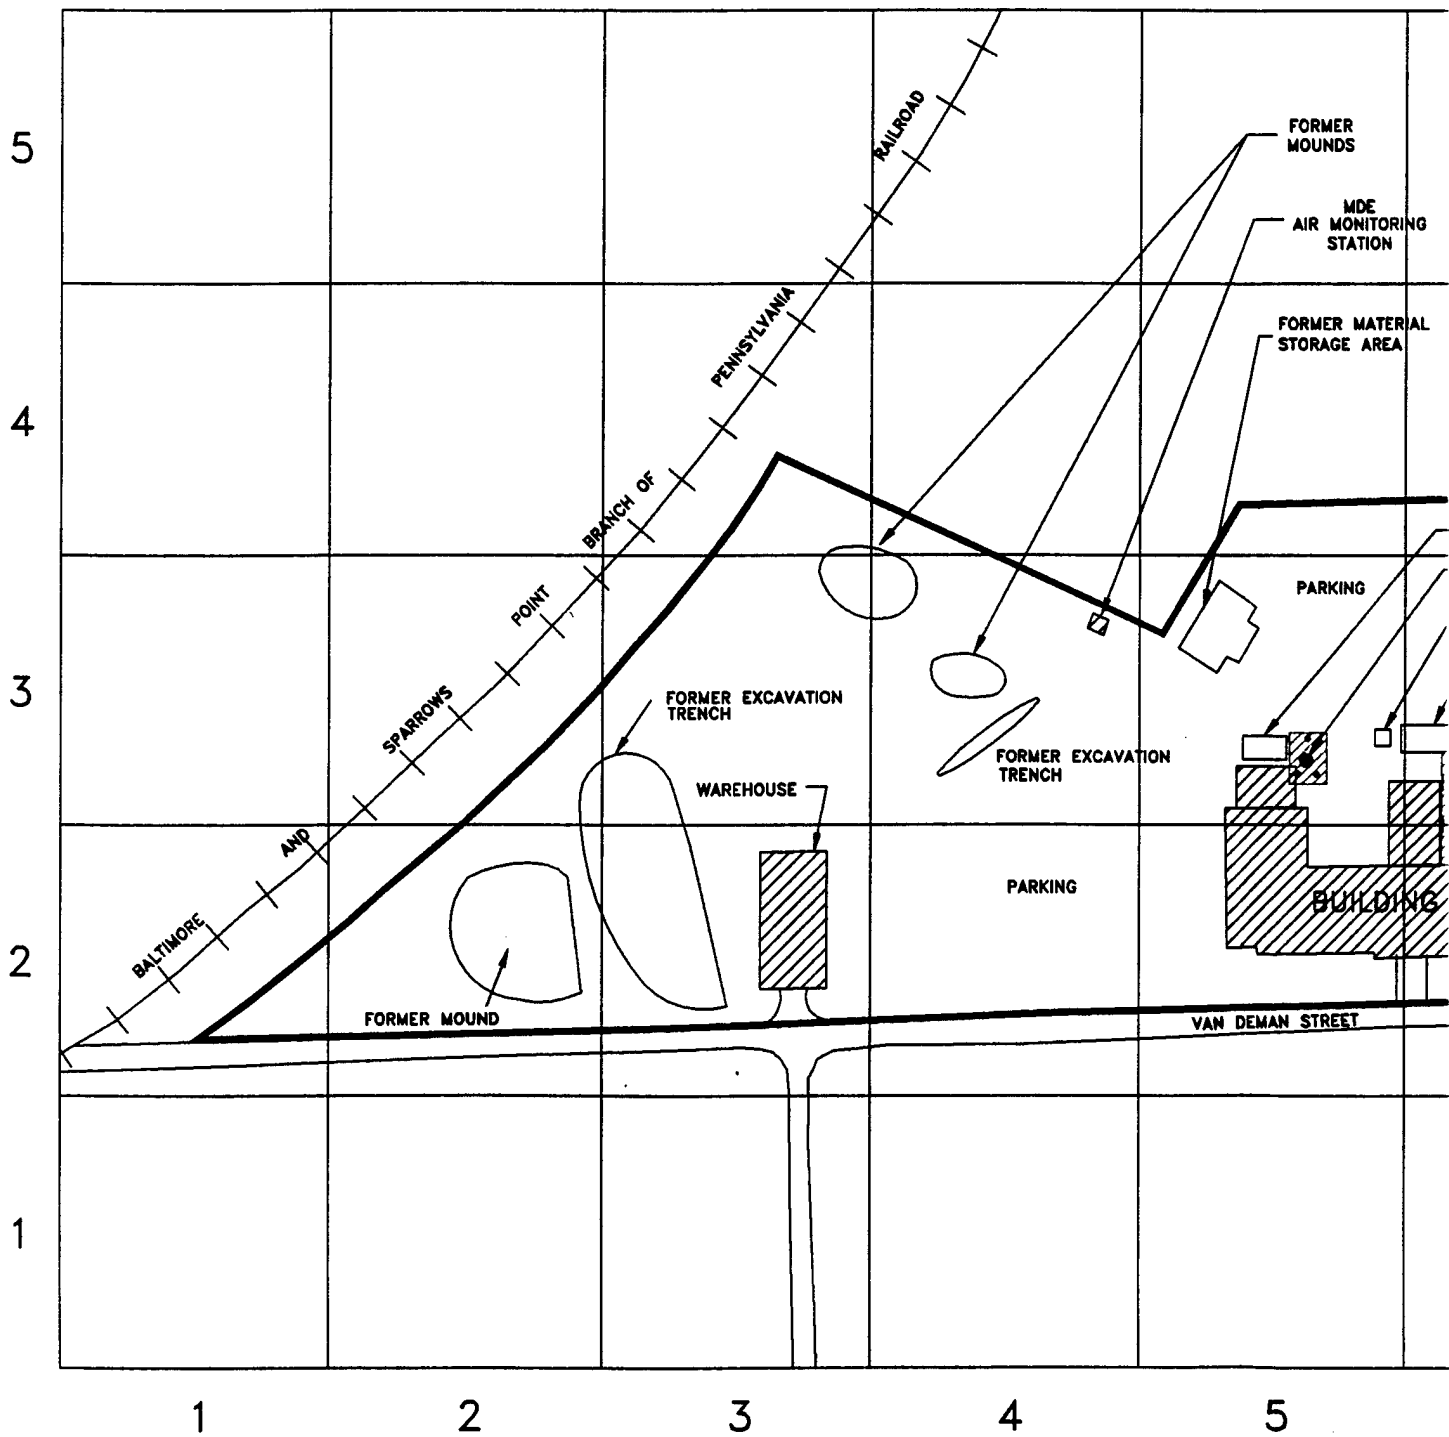 5
RAILROAD
FORMER
MOUNDS
MDE
AIR MONITORING
STATION
4
PENNSYLVANIA
FORMER MATERIAL
STORAGE AREA
BRANCH OF
POINT
PARKING
3
SPARROWS
FORMER EXCAVATION
TRENCH
FORMER EXCAVATION
TRENCH
WAREHOUSE
AND
PARKING
BUILDING
2
BALTIMORE
FORMER MOUND
VAN DEMAN STREET
1
1 2 3 4 5